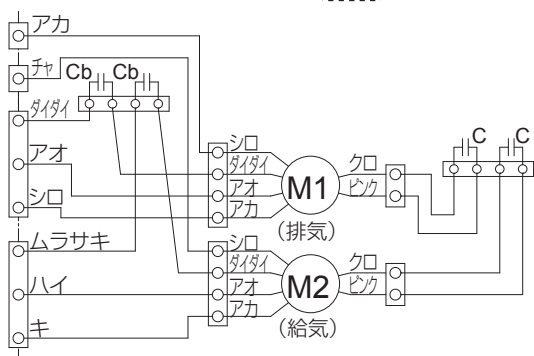 アカ
チャ
Cb Cb
ダイダイ
アオ
シロ
ムラサキ
ハイ
キ
シロ
ダイダイ
アオ
アカ
M1
(排気)
クロ
ピンク
C C
シロ
ダイダイ
アオ
アカ
M2
(給気)
クロ
ピンク